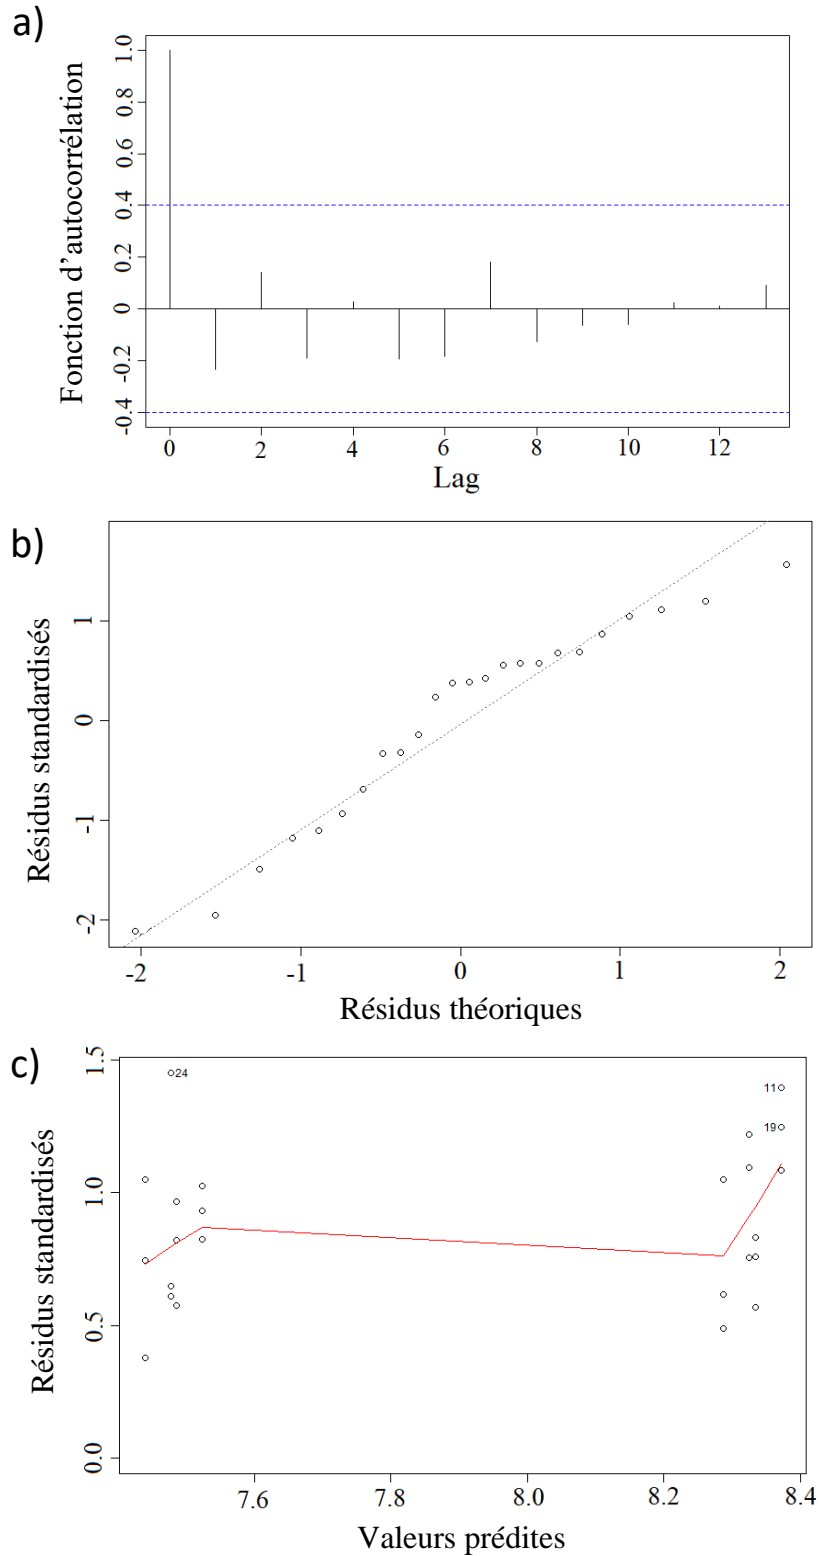 a)
Fonction d'autocorrélation
1.0
0.8
0.6
0.4
0.2
0
-0.2
-0.4
0 2 4 6 8 10 12
Lag
b)
Résidus standardisés
1
0
-1
-2
-2 -1 0 1 2
Résidus théoriques
c)
Résidus standardisés
1.5
1.0
0.5
0.0
24
11
19
7.6 7.8 8.0 8.2 8.4
Valeurs prédites